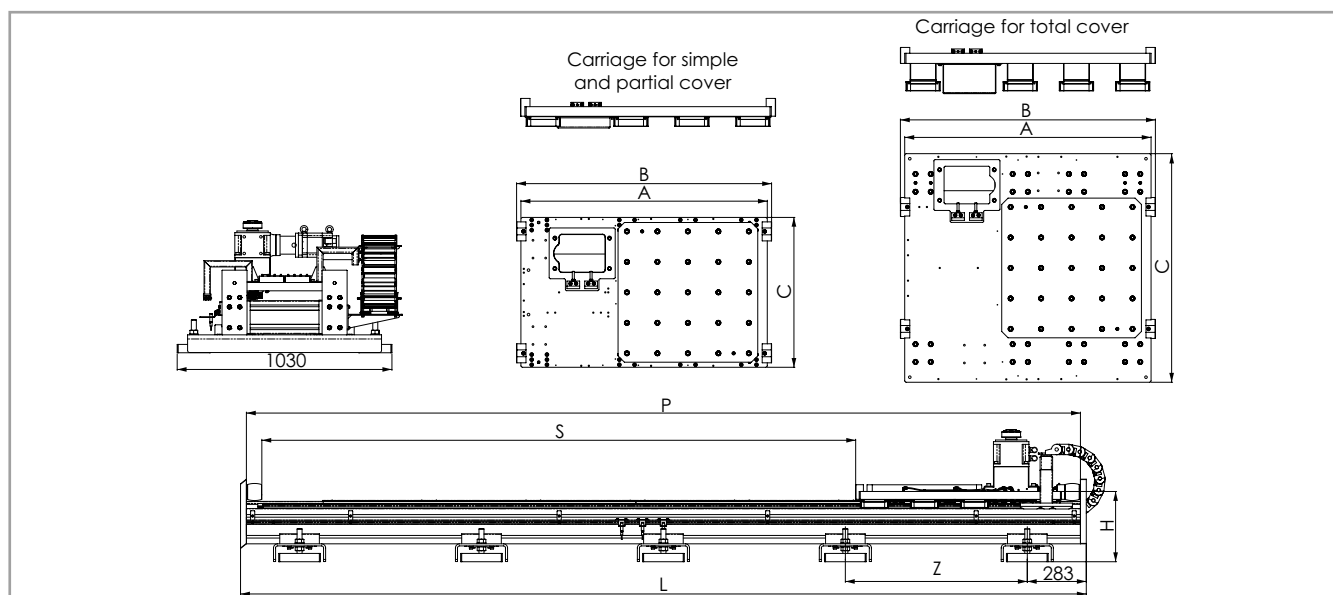 Carriage for total cover
Carriage for simple
and partial cover
B
A
B
A
C
C
1030
P
S
H
Z
283
L